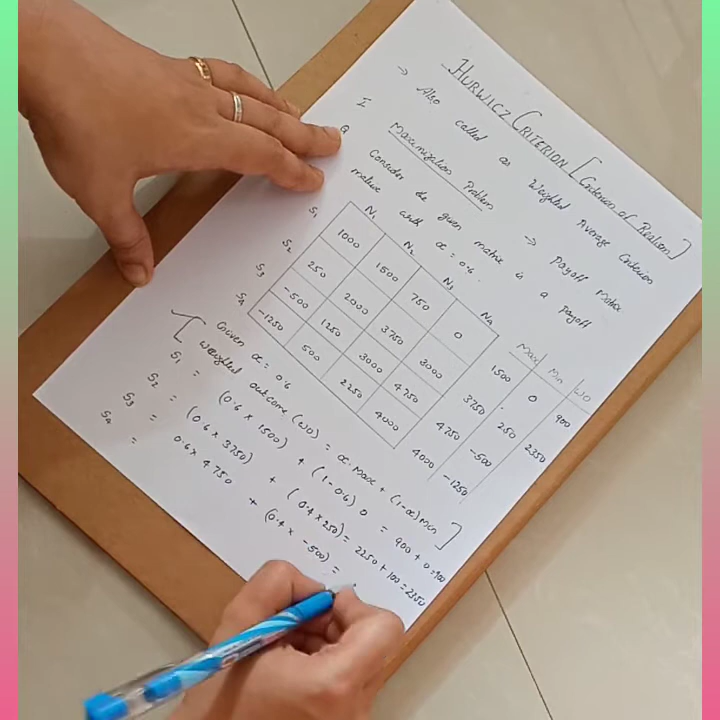 HURWICZ CRITERION [Criterion of Realism]
→ Also called as Weighted Average Criterion
I Maximization Problem → Payoff Matrix
Q Consider the given matrix is a payoff
matrix with α = 0.6.
N1 N2 N3 N4 Max Min WO
S1 1000 1500 750 0 1500 0 900
S2 250 2000 3750 3000 3750 250 2350
S3 -500 1250 3000 4750 4750 -500
S4 -1250 500 2250 4000 4000 -1250
Given α = 0.6
[Weighted outcome (WO) = α.Max + (1-α)Min]
S1 = (0.6 x 1500) + (1-0.6) 0 = 900 + 0 = 900
S2 = (0.6 x 3750) + (0.4 x 250) = 2250 + 100 = 2350
S3 = 0.6 x 4750 + (0.4 x -500) =
S4 =